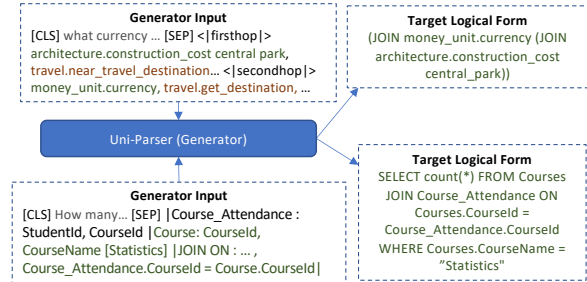 Generator Input
[CLS] what currency ... [SEP] <|firsthop|>
architecture.construction_cost central park,
travel.near_travel_destination... <|secondhop|>
money_unit.currency, travel.get_destination, ...
Target Logical Form
(JOIN money_unit.currency (JOIN
architecture.construction_cost
central_park))
Uni-Parser (Generator)
Generator Input
[CLS] How many... [SEP] |Course_Attendance :
StudentId, CourseId |Course: CourseId,
CourseName [Statistics] |JOIN ON : ... ,
Course_Attendance.CourseId = Course.CourseId|
Target Logical Form
SELECT count(*) FROM Courses
JOIN Course_Attendance ON
Courses.CourseId =
Course_Attendance.CourseId
WHERE Courses.CourseName =
”Statistics"